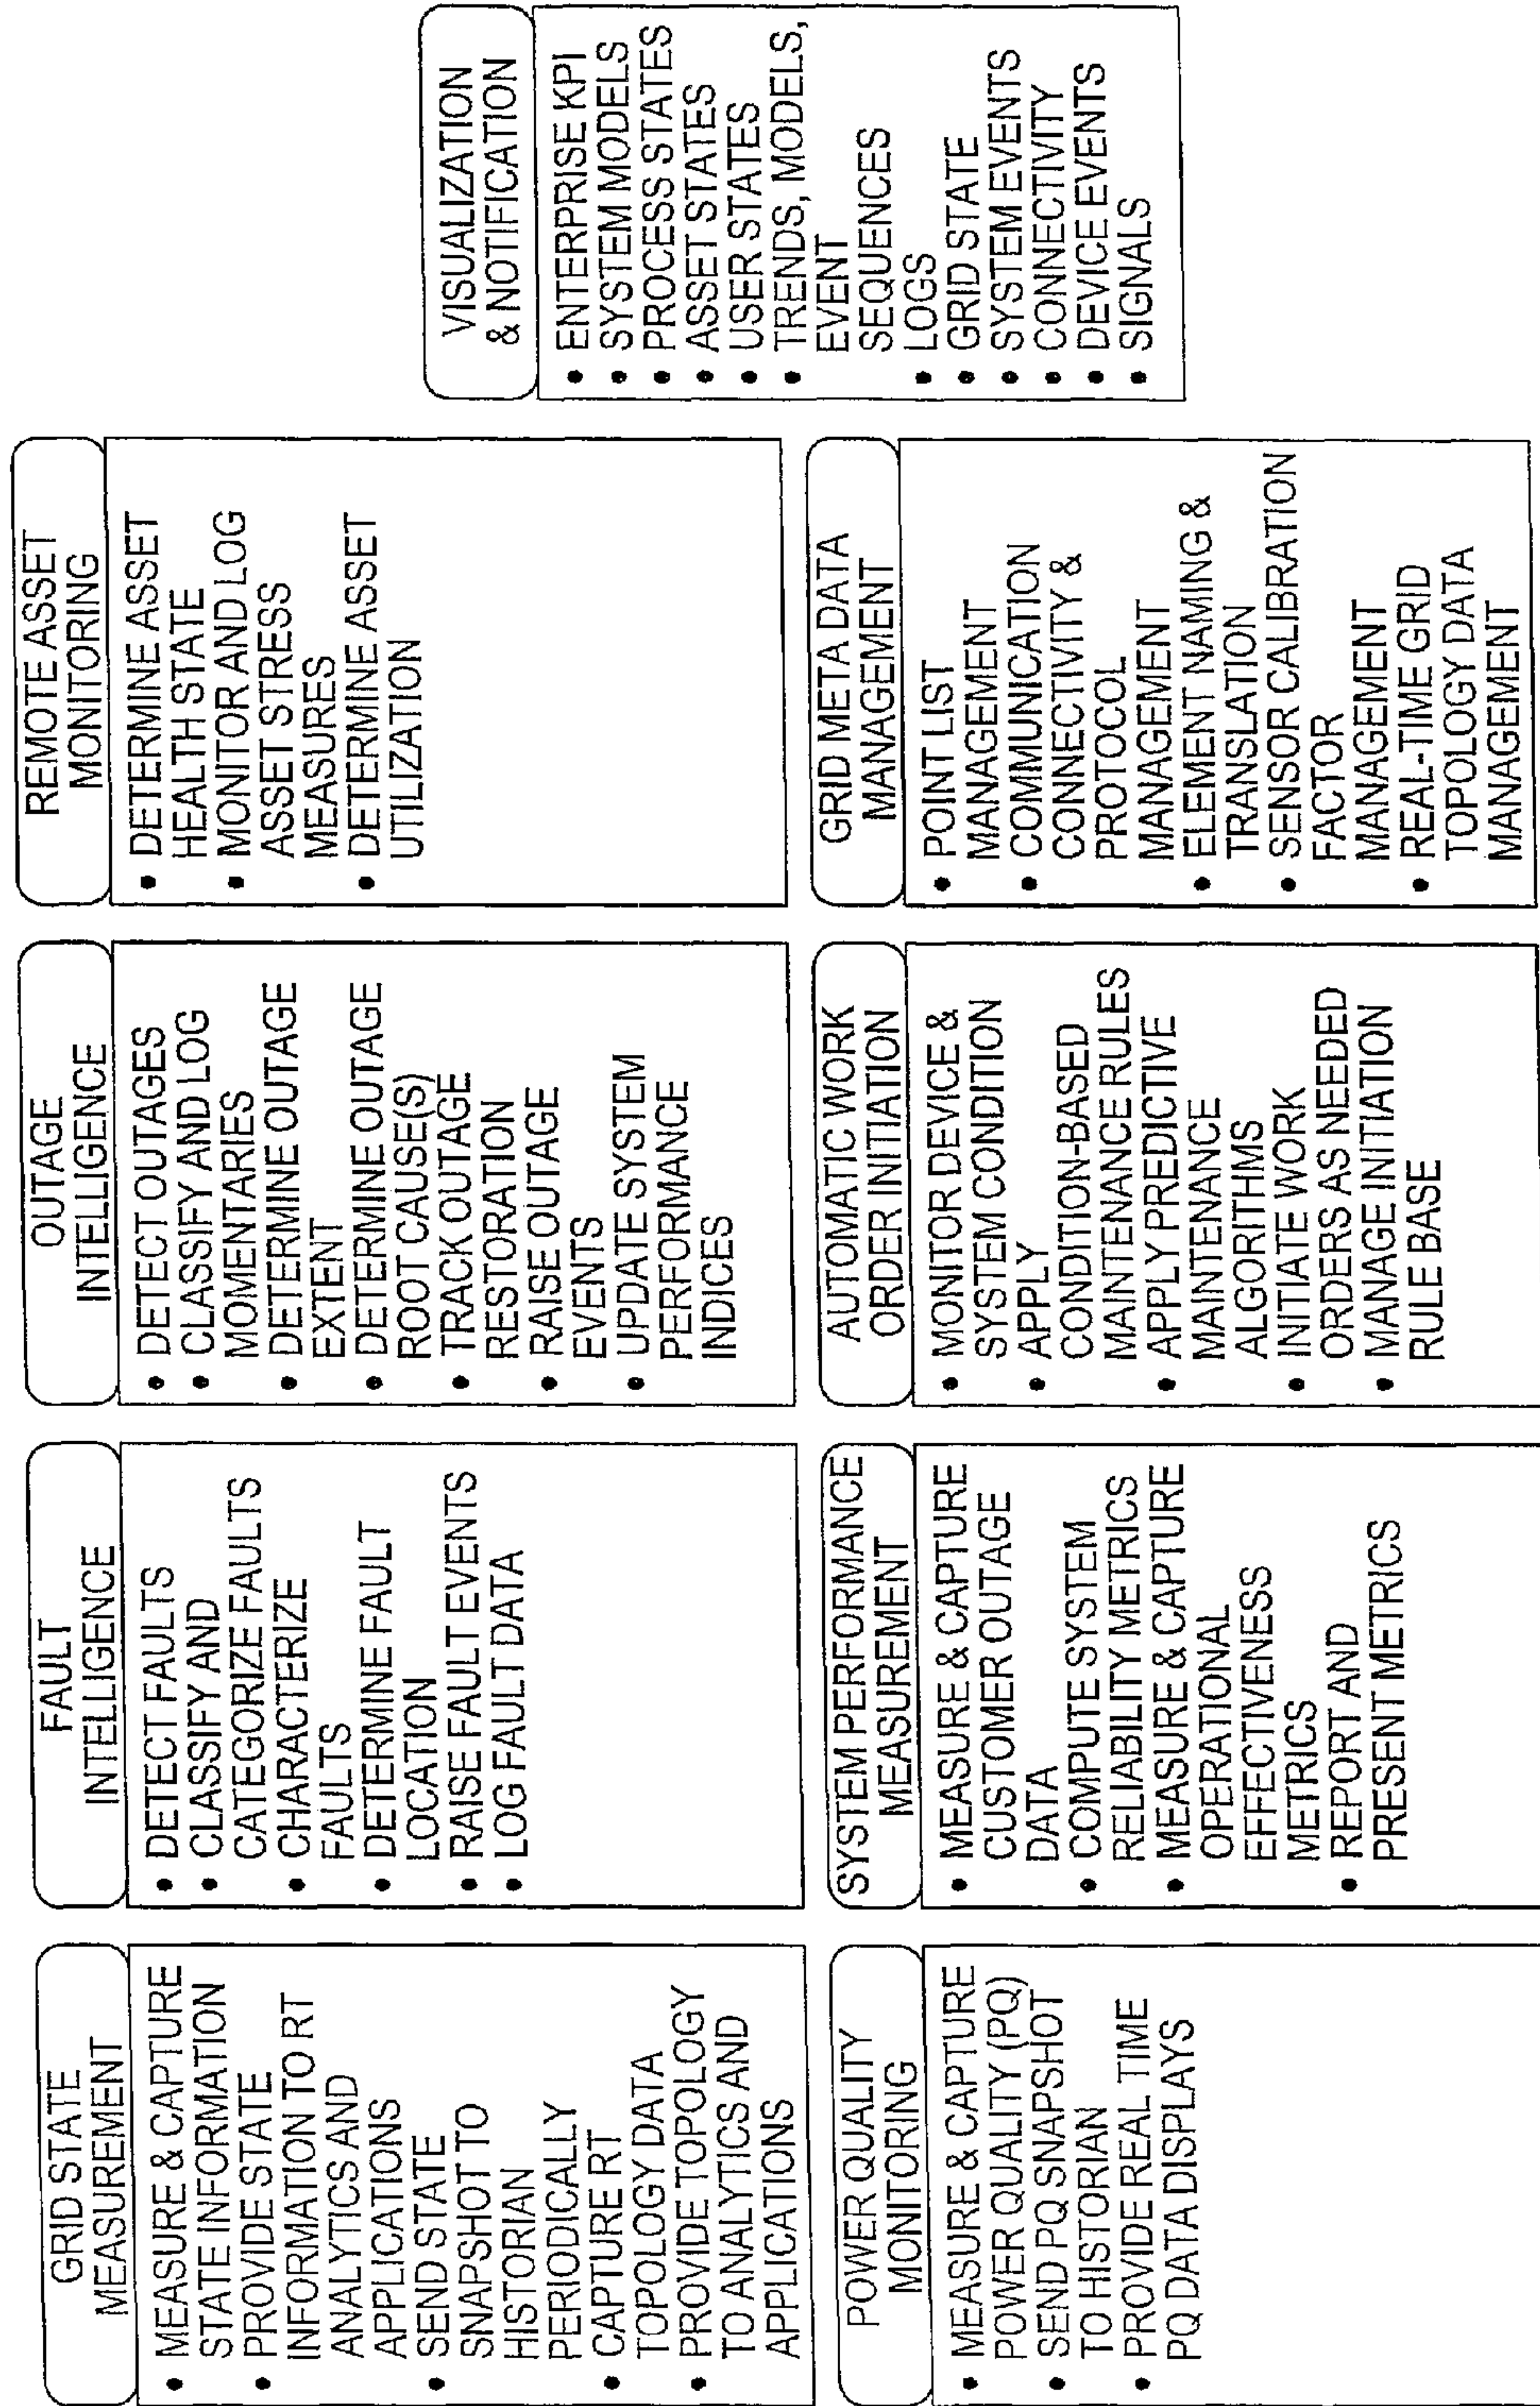 GRID STATE
MEASUREMENT
• MEASURE & CAPTURE
STATE INFORMATION
• PROVIDE STATE
INFORMATION TO RT
ANALYTICS AND
APPLICATIONS
• SEND STATE
SNAPSHOT TO
HISTORIAN
PERIODICALLY
• CAPTURE RT
TOPOLOGY DATA
• PROVIDE TOPOLOGY
TO ANALYTICS AND
APPLICATIONS
FAULT
INTELLIGENCE
• DETECT FAULTS
• CLASSIFY AND
CATEGORIZE FAULTS
• CHARACTERIZE
FAULTS
• DETERMINE FAULT
LOCATION
• RAISE FAULT EVENTS
• LOG FAULT DATA
OUTAGE
INTELLIGENCE
• DETECT OUTAGES
• CLASSIFY AND LOG
MOMENTARIES
• DETERMINE OUTAGE
EXTENT
• DETERMINE OUTAGE
ROOT CAUSE(S)
• TRACK OUTAGE
RESTORATION
• RAISE OUTAGE
EVENTS
• UPDATE SYSTEM
PERFORMANCE
INDICES
REMOTE ASSET
MONITORING
• DETERMINE ASSET
HEALTH STATE
• MONITOR AND LOG
ASSET STRESS
MEASURES
• DETERMINE ASSET
UTILIZATION
POWER QUALITY
MONITORING
• MEASURE & CAPTURE
POWER QUALITY (PQ)
• SEND PQ SNAPSHOT
TO HISTORIAN
• PROVIDE REAL TIME
PQ DATA DISPLAYS
SYSTEM PERFORMANCE
MEASUREMENT
• MEASURE & CAPTURE
CUSTOMER OUTAGE
DATA
• COMPUTE SYSTEM
RELIABILITY METRICS
• MEASURE & CAPTURE
OPERATIONAL
EFFECTIVENESS
METRICS
• REPORT AND
PRESENT METRICS
AUTOMATIC WORK
ORDER INITIATION
• MONITOR DEVICE &
SYSTEM CONDITION
• APPLY
CONDITION-BASED
MAINTENANCE RULES
• APPLY PREDICTIVE
MAINTENANCE
ALGORITHMS
• INITIATE WORK
ORDERS AS NEEDED
• MANAGE INITIATION
RULE BASE
GRID META DATA
MANAGEMENT
• POINT LIST
MANAGEMENT
• COMMUNICATION
CONNECTIVITY &
PROTOCOL
MANAGEMENT
• ELEMENT NAMING &
TRANSLATION
• SENSOR CALIBRATION
FACTOR
MANAGEMENT
• REAL-TIME GRID
TOPOLOGY DATA
MANAGEMENT
VISUALIZATION
& NOTIFICATION
• ENTERPRISE KPI
• SYSTEM MODELS
• PROCESS STATES
• ASSET STATES
• USER STATES
• TRENDS, MODELS,
EVENT
SEQUENCES
• LOGS
• GRID STATE
• SYSTEM EVENTS
• CONNECTIVITY
• DEVICE EVENTS
• SIGNALS